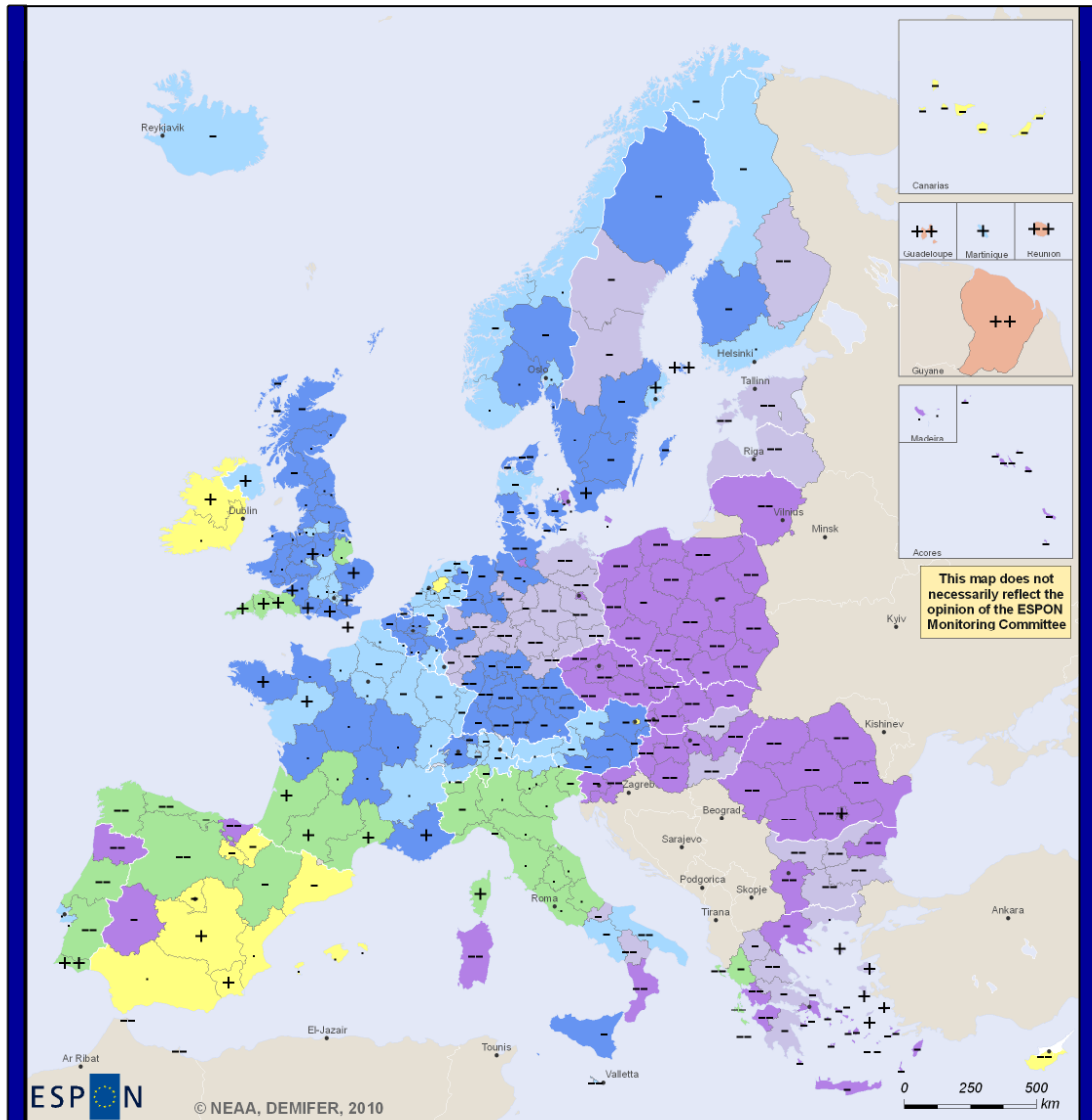 Reykjavik
Canarias
Guadeloupe
Martinique
Réunion
Guyane
Helsinki
Oslo
Tallinn
Madeira
Riga
Dublin
Vilnius
Minsk
Acores
This map does not
necessarily reflect the
opinion of the ESPON
Monitoring Committee
Kyiv
Kishinev
Zagreb
Beograd
Sarajevo
Podgorica
Skopje
Roma
Tirana
Ankara
El-Jazair
Tounis
Ar Ribat
Valletta
ESPON
© NEAA, DEMIFER, 2010
0 250 500
km